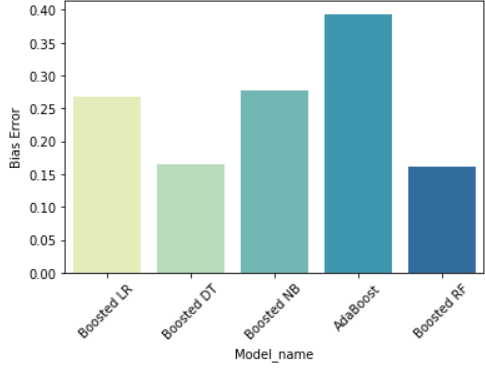 0.40
0.35
0.30
0.25
0.20
0.15
0.10
0.05
0.00
Bias Error
Boosted LR
Boosted DT
Boosted NB
AdaBoost
Boosted RF
Model_name